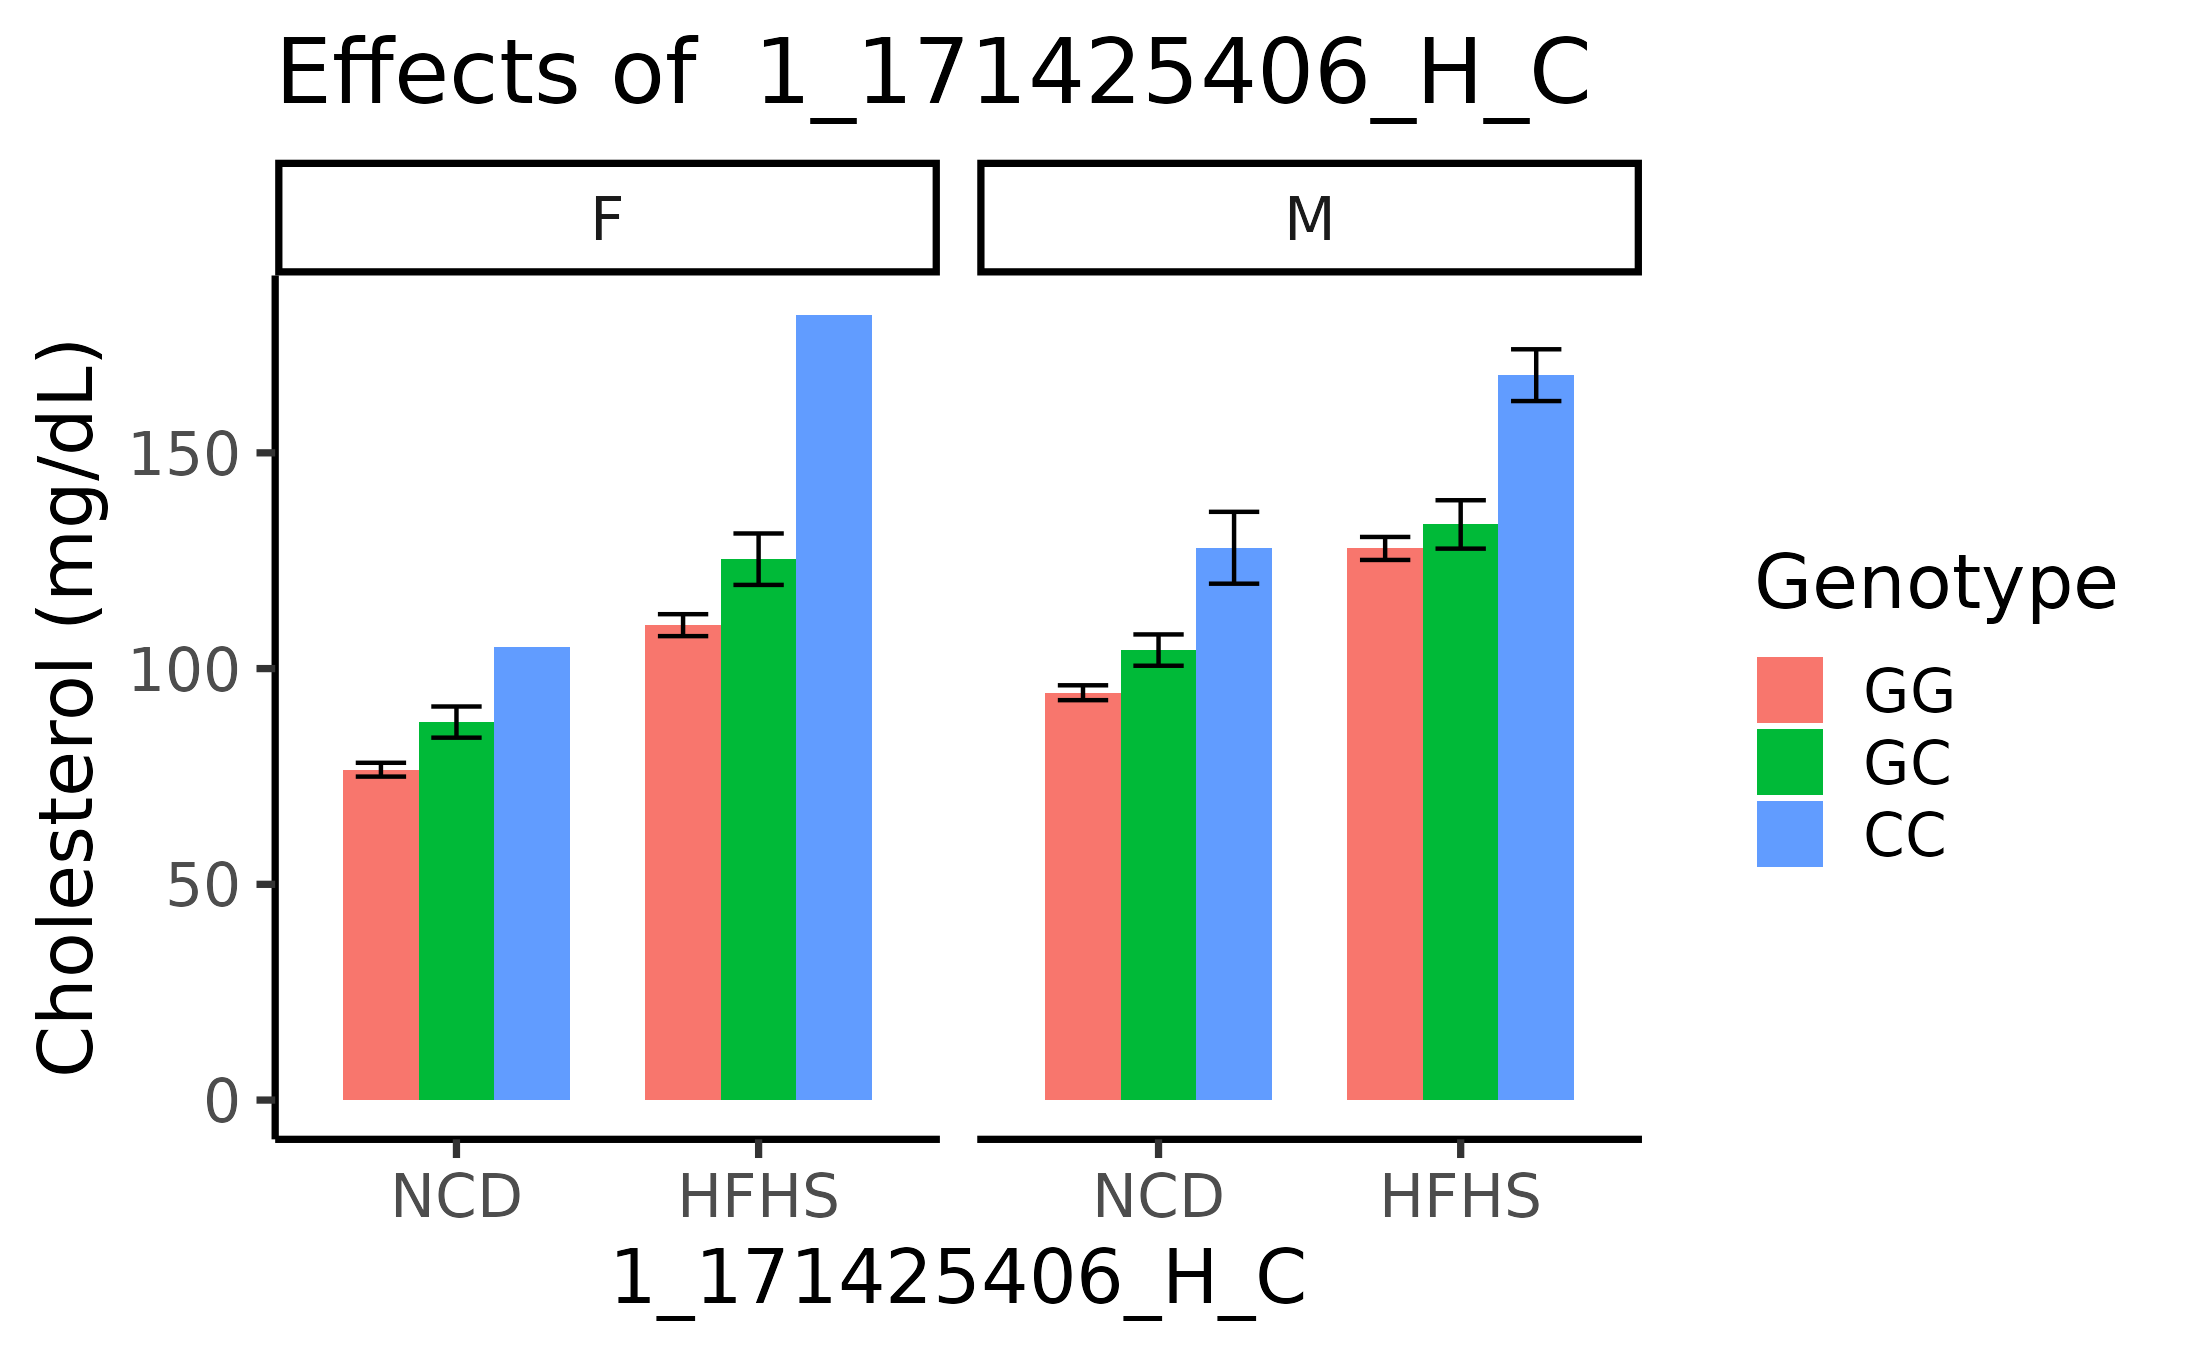 Effects of  1_171425406_H_C
F
M
Cholesterol (mg/dL)
150
100
50
0
NCD
HFHS
NCD
HFHS
1_171425406_H_C
Genotype
GG
GC
CC